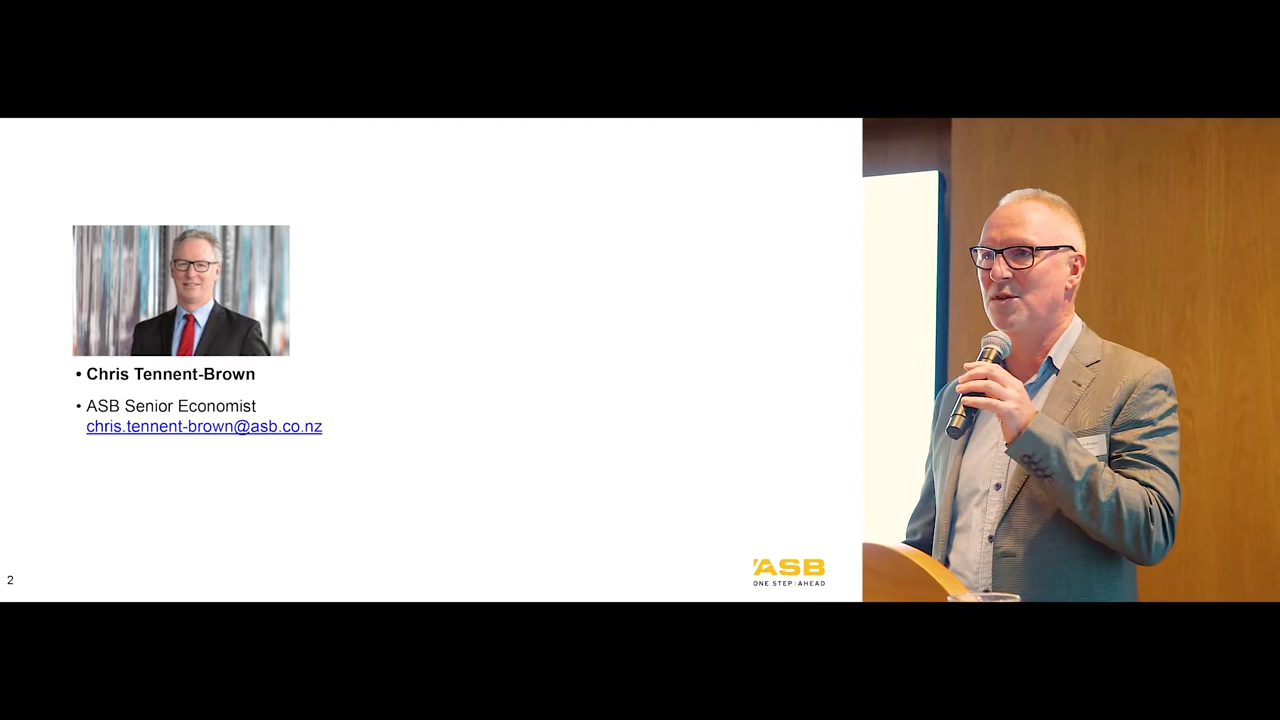 • Chris Tennent-Brown
• ASB Senior Economist
chris.tennent-brown@asb.co.nz
2
ASB
ONE STEP AHEAD